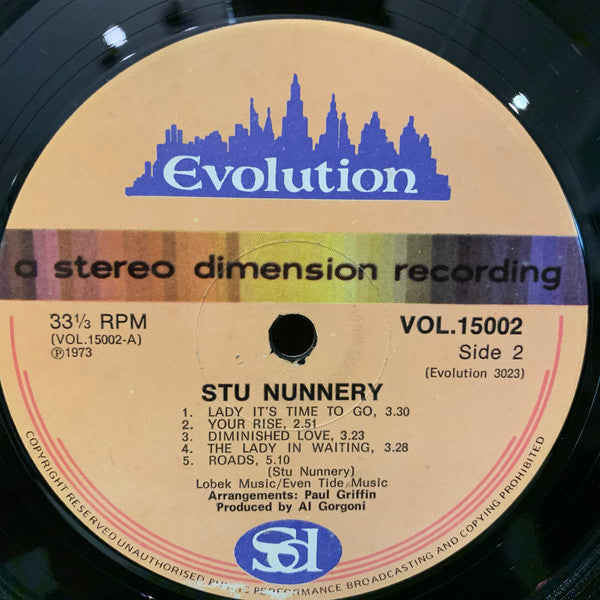 Evolution
a stereo dimension recording
33⅓ RPM
(VOL.15002-A)
℗1973
VOL.15002
Side 2
(Evolution 3023)
STU NUNNERY
1. LADY IT'S TIME TO GO, 3.30
2. YOUR RISE, 2.51
3. DIMINISHED LOVE, 3.23
4. THE LADY IN WAITING, 3.28
5. ROADS, 5.10
(Stu Nunnery)
Lobek Music/Even Tide Music
Arrangements: Paul Griffin
Produced by Al Gorgoni
Sd
COPYRIGHT RESERVED UNAUTHORISED PUBLIC PERFORMANCE BROADCASTING AND COPYING PROHIBITED